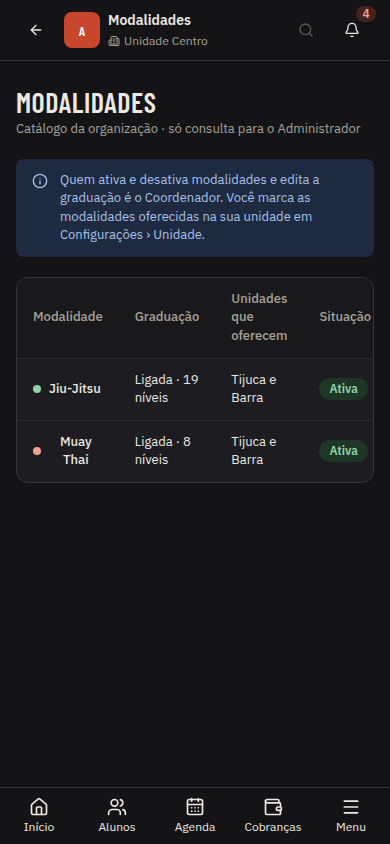 A
Modalidades
Unidade Centro
4
MODALIDADES
Catálogo da organização · só consulta para o Administrador
Quem ativa e desativa modalidades e edita a
graduação é o Coordenador. Você marca as
modalidades oferecidas na sua unidade em
Configurações › Unidade.
Modalidade
Graduação
Unidades
que
oferecem
Situação
Jiu-Jitsu
Ligada · 19
níveis
Tijuca e
Barra
Ativa
Muay
Thai
Ligada · 8
níveis
Tijuca e
Barra
Ativa
Início
Alunos
Agenda
Cobranças
Menu